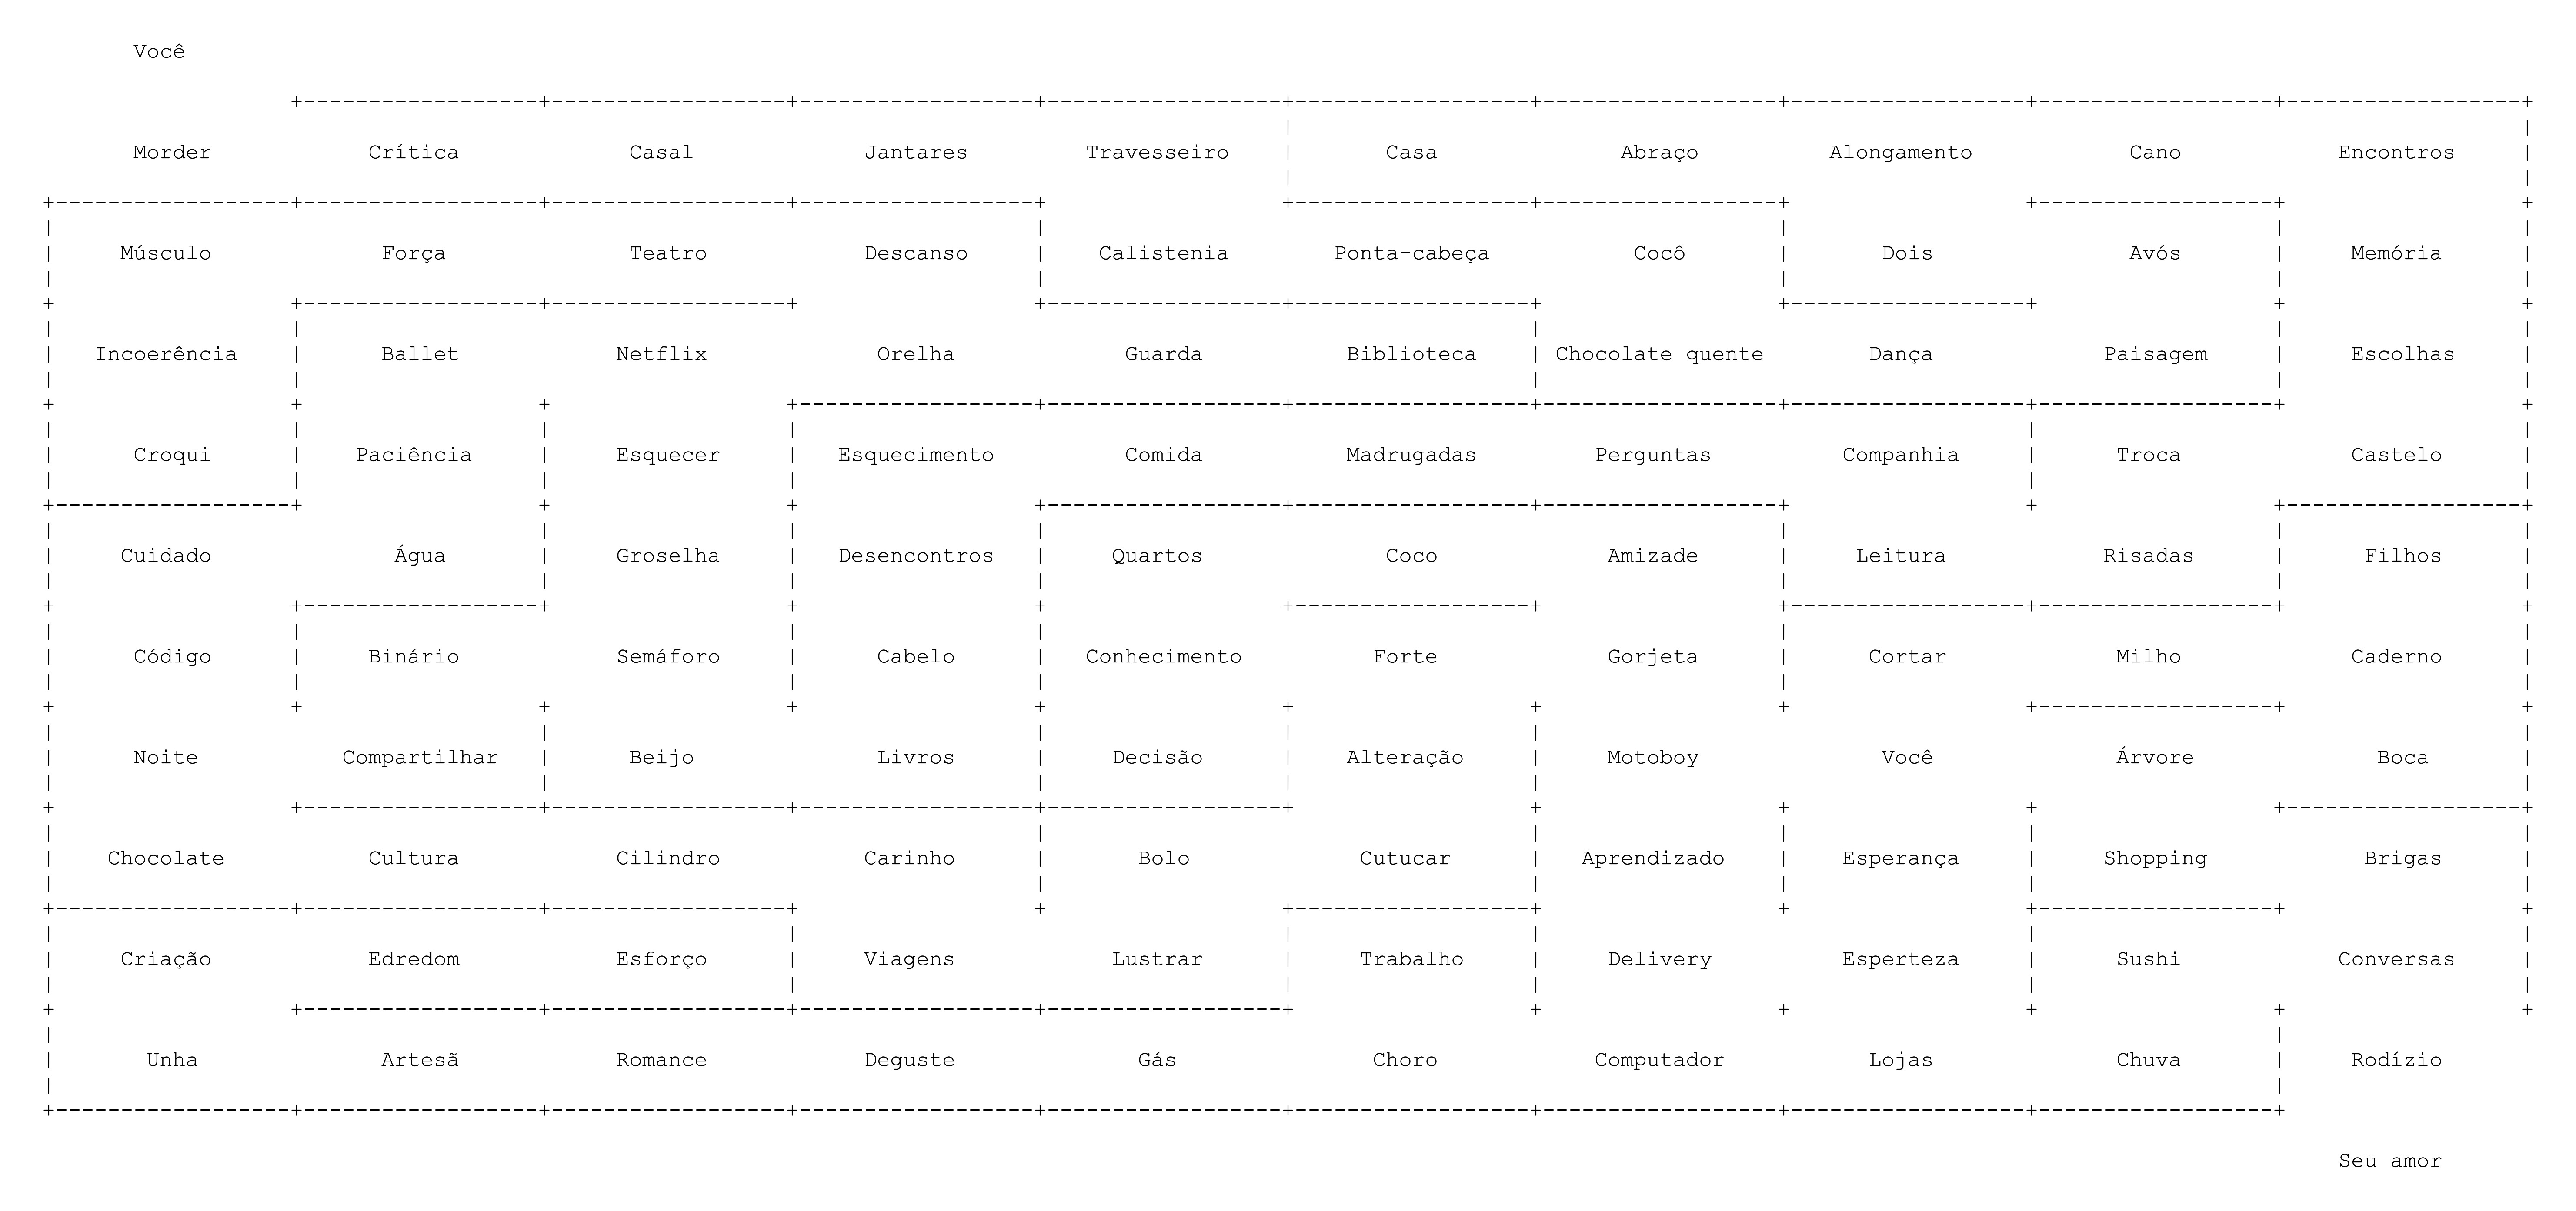 Você
Morder Crítica Casal Jantares Travesseiro Casa Abraço Alongamento Cano Encontros
Músculo Força Teatro Descanso Calistenia Ponta-cabeça Cocô Dois Avós Memória
Incoerência Ballet Netflix Orelha Guarda Biblioteca Chocolate quente Dança Paisagem Escolhas
Croqui Paciência Esquecer Esquecimento Comida Madrugadas Perguntas Companhia Troca Castelo
Cuidado Água Groselha Desencontros Quartos Coco Amizade Leitura Risadas Filhos
Código Binário Semáforo Cabelo Conhecimento Forte Gorjeta Cortar Milho Caderno
Noite Compartilhar Beijo Livros Decisão Alteração Motoboy Você Árvore Boca
Chocolate Cultura Cilindro Carinho Bolo Cutucar Aprendizado Esperança Shopping Brigas
Criação Edredom Esforço Viagens Lustrar Trabalho Delivery Esperteza Sushi Conversas
Unha Artesã Romance Deguste Gás Choro Computador Lojas Chuva Rodízio
Seu amor